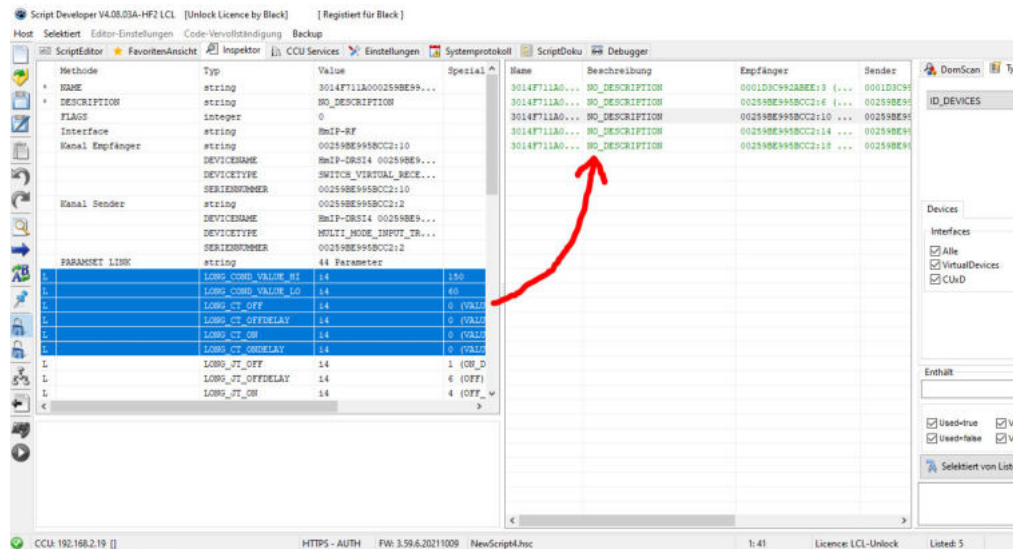 Script Developer V4.08.03A-HF2 LCL [Unlock Licence by Black] [ Registiert für Black ]
Host Selektiert Editor-Einstellungen Code-Vervollständigung Backup
ScriptEditor FavoritenAnsicht Inspektor CCU Services Einstellungen Systemprotokoll ScriptDoku Debugger
Methode Typ Value Spezial
* NAME string 3014F711A000259BE99...
* DESCRIPTION string NO_DESCRIPTION
FLAGS integer 0
Interface string HmIP-RF
Kanal Empfänger string 00259BE995BCC2:10
DEVICENAME HmIP-DRSI4 00259BE9...
DEVICETYPE SWITCH_VIRTUAL_RECE...
SERIENNUMMER 00259BE995BCC2:10
Kanal Sender string 00259BE995BCC2:2
DEVICENAME HmIP-DRSI4 00259BE9...
DEVICETYPE MULTI_MODE_INPUT_TR...
SERIENNUMMER 00259BE995BCC2:2
PARAMSET LINK string 44 Parameter
L LONG_COND_VALUE_HI i4 150
L LONG_COND_VALUE_LO i4 60
L LONG_CT_OFF i4 0 (VALU
L LONG_CT_OFFDELAY i4 0 (VALU
L LONG_CT_ON i4 0 (VALU
L LONG_CT_ONDELAY i4 0 (VALU
L LONG_JT_OFF i4 1 (ON_D
L LONG_JT_OFFDELAY i4 6 (OFF)
L LONG_JT_ON i4 4 (OFF_
Name Beschreibung Empfänger Sender
3014F711A0... NO_DESCRIPTION 0001D3C992ABEE:3 (... 0001D3C99
3014F711A0... NO_DESCRIPTION 00259BE995BCC2:6 (... 00259BE99
3014F711A0... NO_DESCRIPTION 00259BE995BCC2:10 ... 00259BE99
3014F711A0... NO_DESCRIPTION 00259BE995BCC2:14 ... 00259BE99
3014F711A0... NO_DESCRIPTION 00259BE995BCC2:18 ... 00259BE99
DomScan
ID_DEVICES
Devices
Interfaces
Alle
VirtualDevices
CUxD
Enthält
Used=true
Used=false
Selektiert von List
CCU: 192.168.2.19 [] HTTPS - AUTH FW: 3.59.6.20211009 NewScript4.hsc 1: 41 Licence: LCL-Unlock Listed: 5